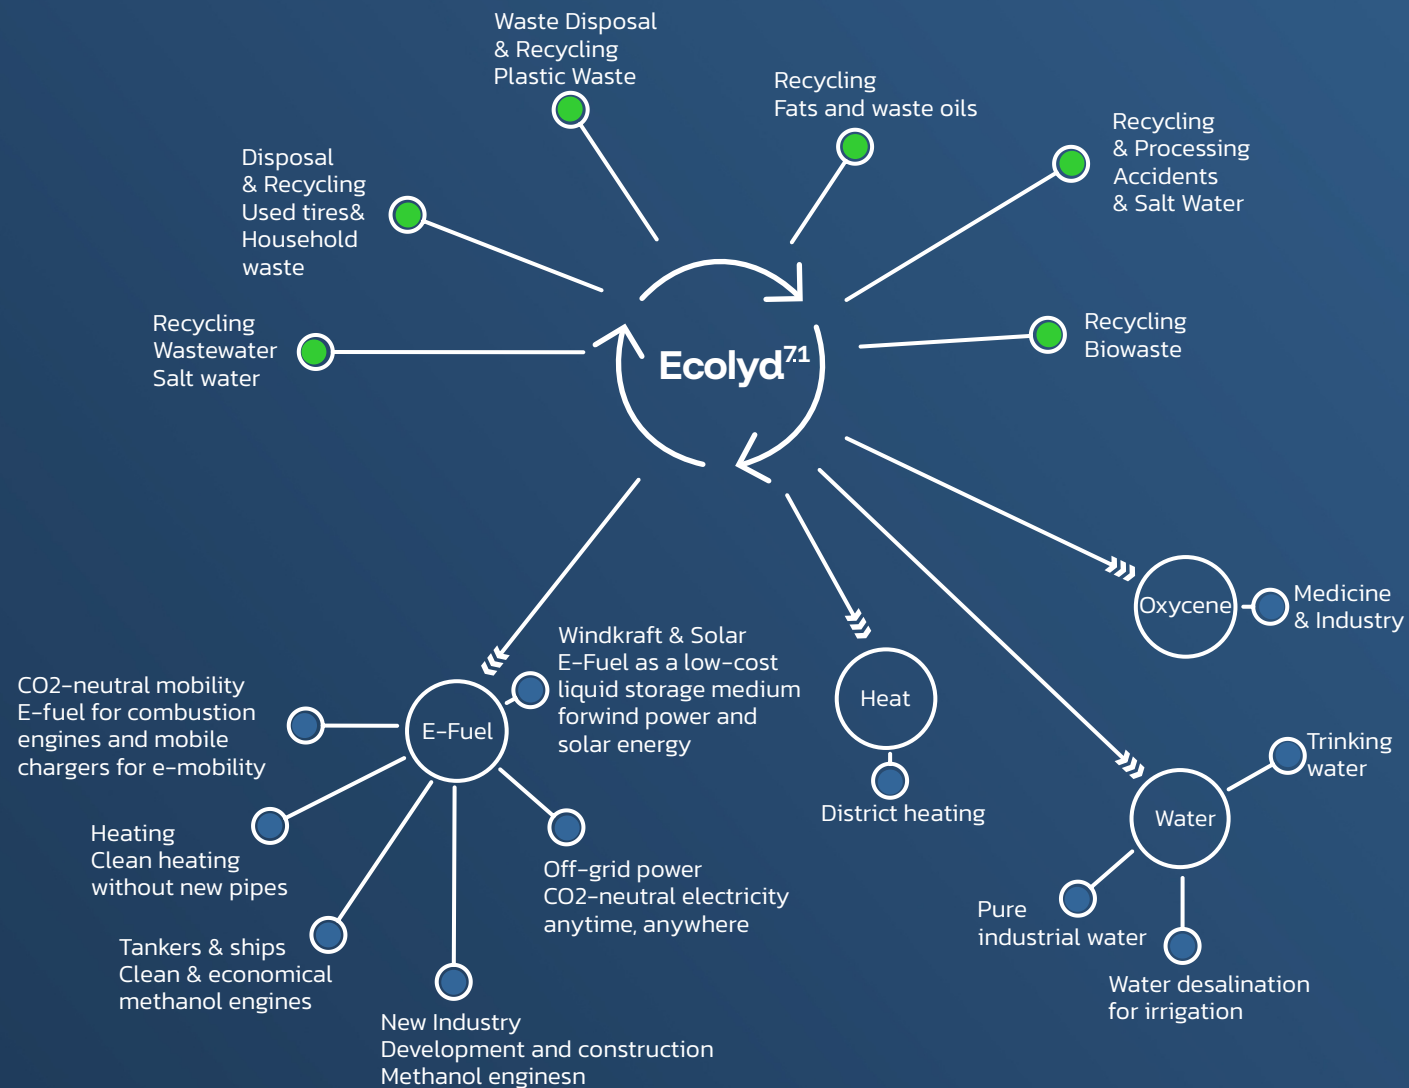 Waste Disposal
& Recycling
Plastic Waste
Recycling
Fats and waste oils
Recycling
& Processing
Accidents
& Salt Water
Disposal
& Recycling
Used tires&
Household
waste
Recycling
Wastewater
Salt water
Ecolyd.7.1
Recycling
Biowaste
Oxycene
Medicine
& Industry
Windkraft & Solar
E-Fuel as a low-cost
liquid storage medium
forwind power and
solar energy
CO2-neutral mobility
E-fuel for combustion
engines and mobile
chargers for e-mobility
E-Fuel
Heat
District heating
Trinking
water
Water
Heating
Clean heating
without new pipes
Off-grid power
CO2-neutral electricity
anytime, anywhere
Pure
industrial water
Tankers & ships
Clean & economical
methanol engines
Water desalination
for irrigation
New Industry
Development and construction
Methanol enginesn